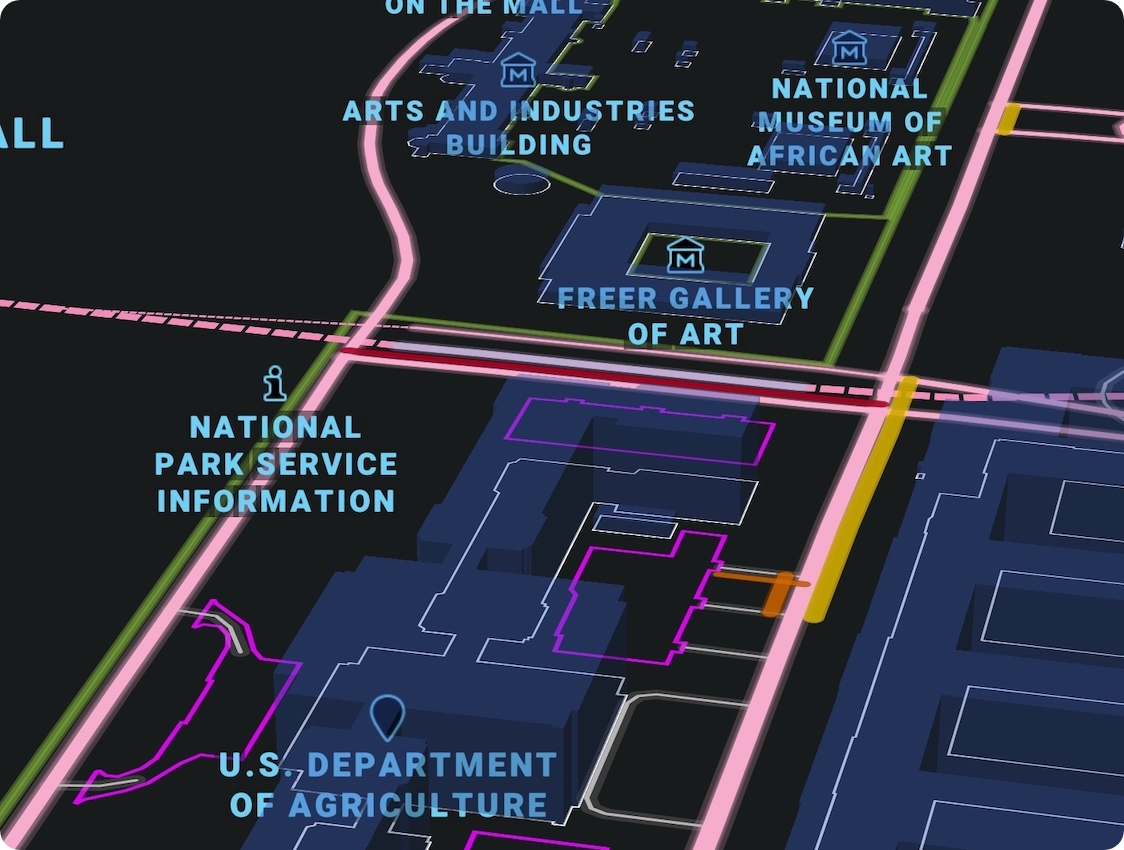 ON THE MALL
ARTS AND INDUSTRIES
BUILDING
NATIONAL
MUSEUM OF
AFRICAN ART
ALL
FREER GALLERY
OF ART
NATIONAL
PARK SERVICE
INFORMATION
U.S. DEPARTMENT
OF AGRICULTURE